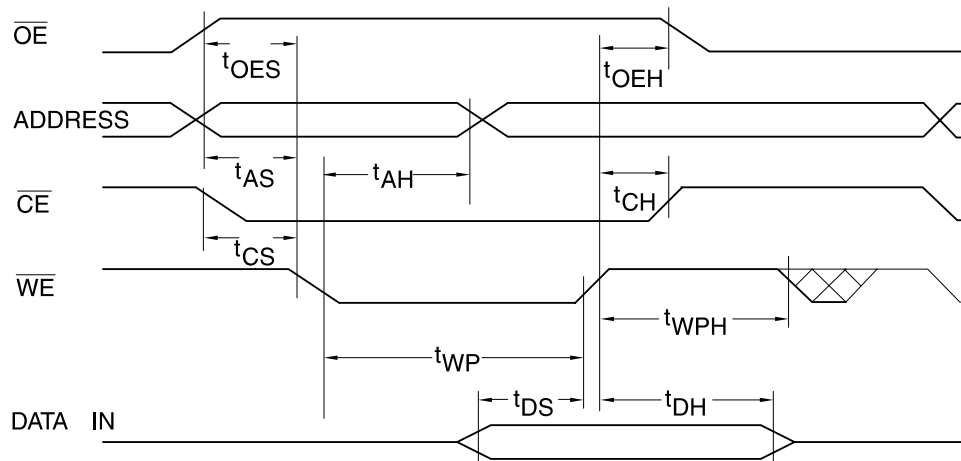 OE
tOES
tOEH
ADDRESS
tAS
tAH
tCH
CE
tCS
WE
tWPH
tWP
tDS
tDH
DATA IN